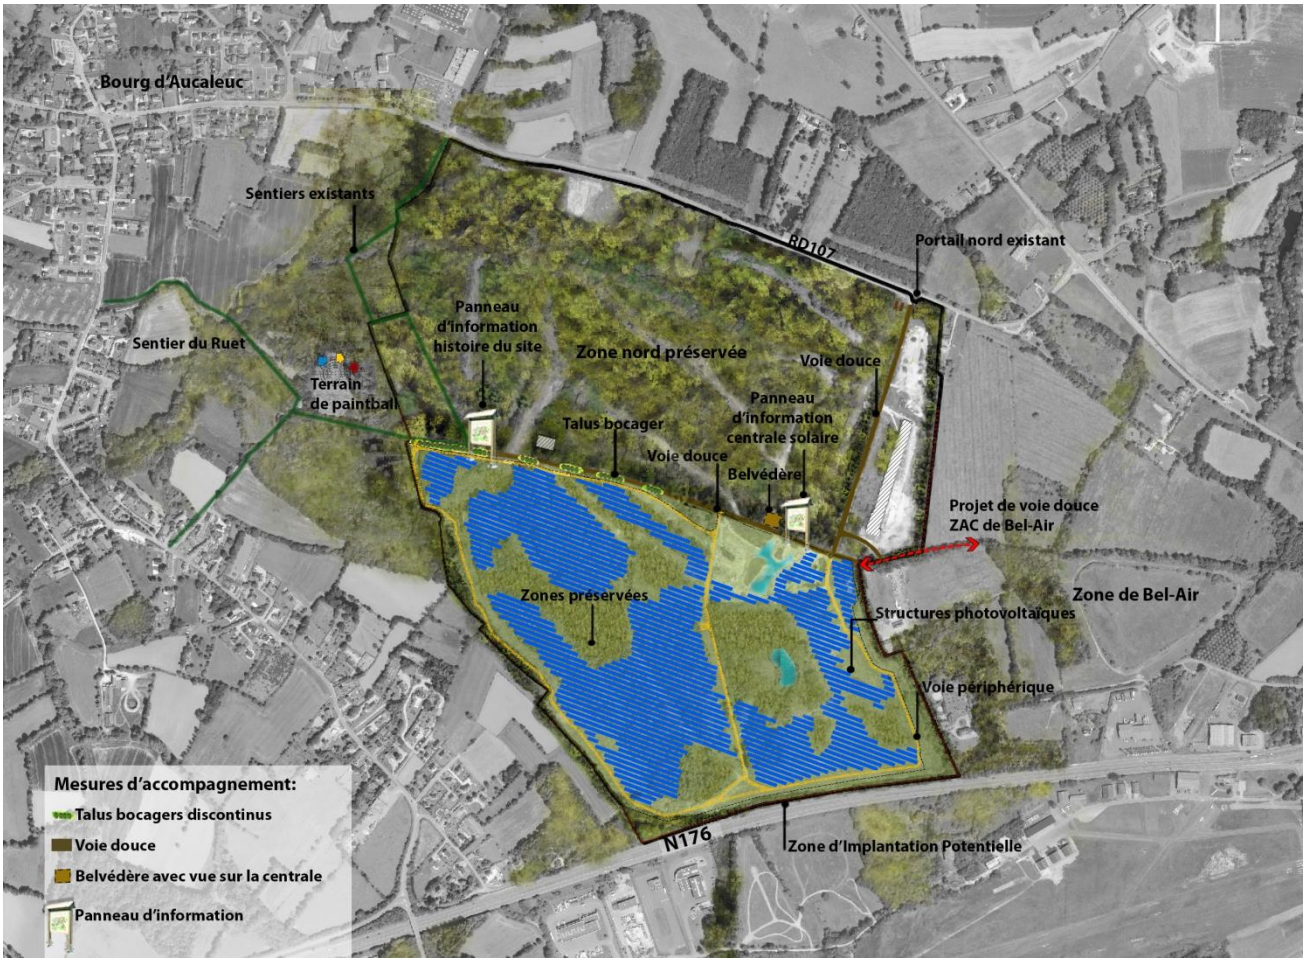 Bourg d'Aucaleuc
Sentiers existants
RD107
Portail nord existant
Panneau
d'information
histoire du site
Sentier du Ruet
Zone nord préservée
Voie douce
Terrain
de paintball
Panneau
d'information
centrale solaire
Talus bocager
Voie douce
Belvédère
Projet de voie douce
ZAC de Bel-Air
Zones préservées
Zone de Bel-Air
Structures photovoltaïques
Voie périphérique
N176
Zone d'Implantation Potentielle
Mesures d'accompagnement:
Talus bocagers discontinus
Voie douce
Belvédère avec vue sur la centrale
Panneau d'information